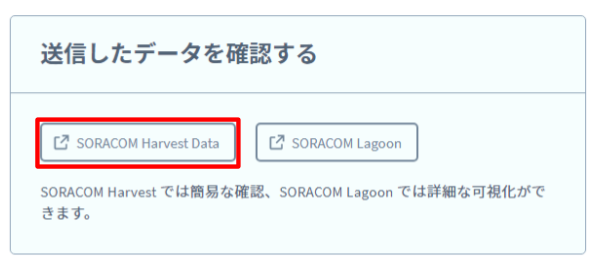 送信したデータを確認する
SORACOM Harvest Data
SORACOM Lagoon
SORACOM Harvest では簡易な確認、SORACOM Lagoon では詳細な可視化がで
きます。